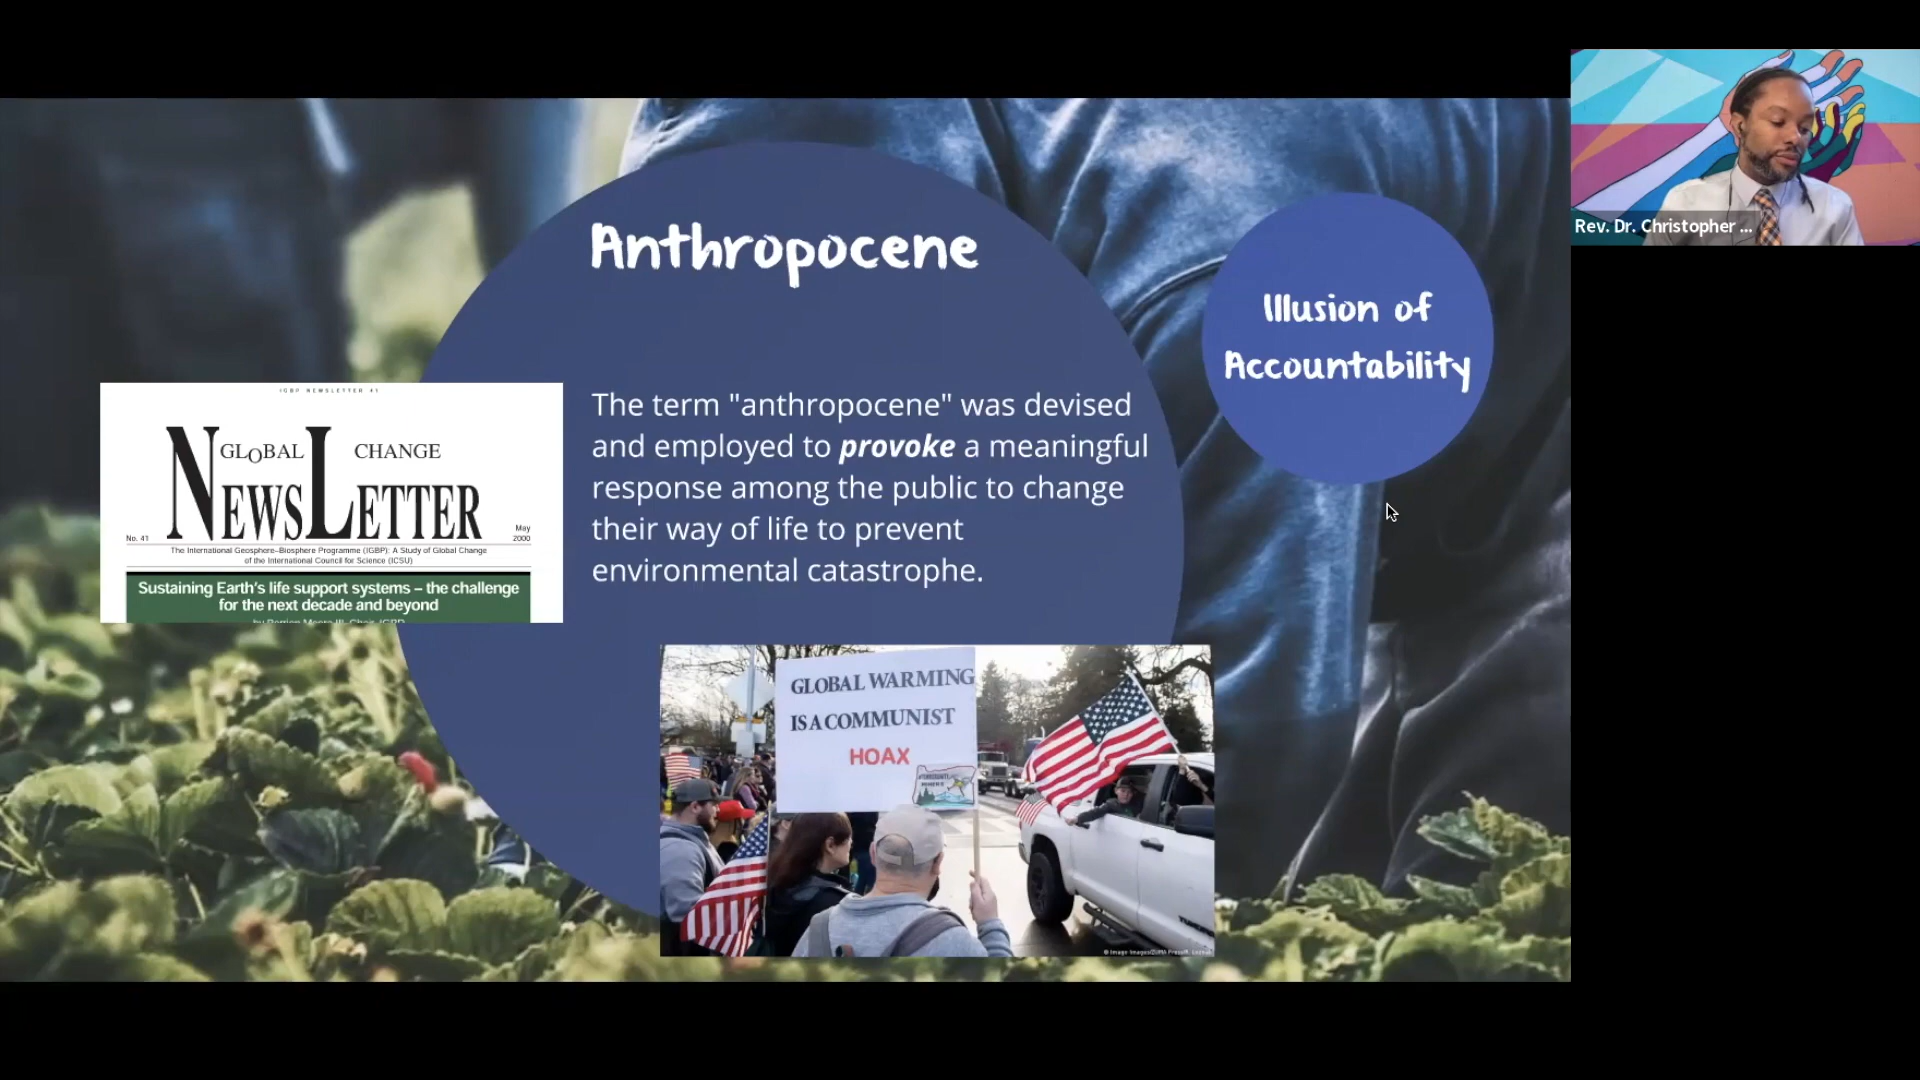 Anthropocene
Illusion of
Accountability
The term "anthropocene" was devised
and employed to provoke a meaningful
response among the public to change
their way of life to prevent
environmental catastrophe.
IGBP NEWSLETTER 41
GLOBAL CHANGE
NEWSLETTER
No. 41
May
2000
The International Geosphere–Biosphere Programme (IGBP): A Study of Global Change
of the International Council for Science (ICSU)
Sustaining Earth's life support systems – the challenge
for the next decade and beyond
GLOBAL WARMING
IS A COMMUNIST
HOAX
Rev. Dr. Christopher ...